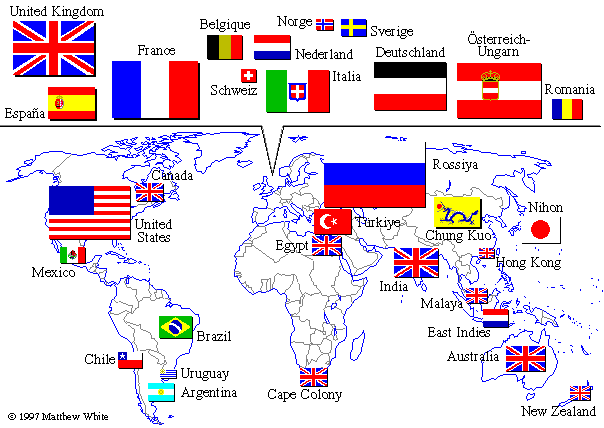 United Kingdom
France
España
Belgique
Nederland
Schweiz
Italia
Norge
Sverige
Deutschland
Österreich-
Ungarn
Romania
Canada
United
States
Mexico
Rossiya
Türkiye
Egypt
Chung Kuo
Nihon
Hong Kong
India
Malaya
East Indies
Brazil
Chile
Uruguay
Argentina
Cape Colony
Australia
New Zealand
© 1997 Matthew White